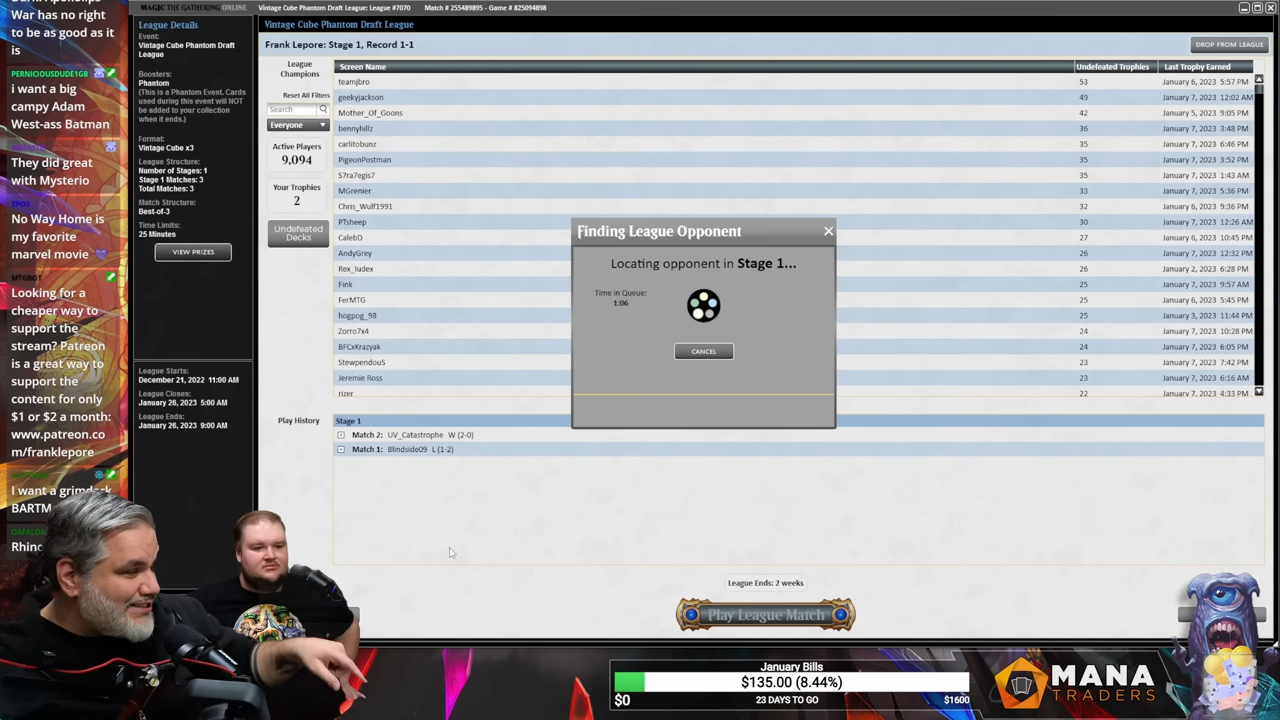 War has no right
to be as good as it
is
PERNICIOUSDUDE1GB
i want a big
campy Adam
West-ass Batman
They did great
with Mysterio
TPO3
No Way Home is
my favorite
marvel movie
MTGBOT
Looking for a
cheaper way to
support the
stream? Patreon
is a great way to
support the
content for only
$1 or $2 a month:
www.patreon.co
m/franklepore
I want a grimdark
BARTM
Rhino
MAGIC THE GATHERING ONLINE
Vintage Cube Phantom Draft League: League #7070
Match # 255489895 - Game # 825094898
League Details
Event:
Vintage Cube Phantom Draft
League
Boosters:
Phantom
(This is a Phantom Event. Cards
used during this event will NOT
be added to your collection
when it ends.)
Format:
Vintage Cube x3
League Structure:
Number of Stages: 1
Stage 1 Matches: 3
Total Matches: 3
Match Structure:
Best-of-3
Time Limits:
25 Minutes
VIEW PRIZES
League Starts:
December 21, 2022 11:00 AM
League Closes:
January 26, 2023 5:00 AM
League Ends:
January 26, 2023 9:00 AM
Vintage Cube Phantom Draft League
Frank Lepore: Stage 1, Record 1-1
DROP FROM LEAGUE
League
Champions
Reset All Filters
Search
Everyone
Active Players
9,094
Your Trophies
2
Undefeated
Decks
Screen Name Undefeated Trophies Last Trophy Earned
teamjbro 53 January 6, 2023 5:57 PM
geekyjackson 49 January 7, 2023 12:02 AM
Mother_Of_Goons 42 January 5, 2023 9:05 PM
bennyhillz 36 January 7, 2023 3:48 PM
carlitobunz 35 January 7, 2023 6:46 PM
PigeonPostman 35 January 7, 2023 3:52 PM
S7ra7egis7 35 January 7, 2023 1:43 AM
MGrenier 33 January 7, 2023 5:36 PM
Chris_Wulf1991 32 January 6, 2023 9:36 PM
PTsheep 30 January 7, 2023 12:26 AM
CalebD 27 January 6, 2023 10:45 PM
AndyGrey 26 January 7, 2023 12:32 PM
Rex_Iudex 26 January 2, 2023 6:28 PM
Fink 25 January 7, 2023 9:57 AM
FerMTG 25 January 6, 2023 5:45 PM
hogpog_98 25 January 3, 2023 11:44 PM
Zorro7x4 24 January 7, 2023 10:28 PM
BFCxKrazyak 24 January 7, 2023 6:05 PM
StewpendouS 23 January 7, 2023 7:42 PM
Jeremie Ross 23 January 7, 2023 6:16 AM
rizer 22 January 7, 2023 4:33 PM
Finding League Opponent
Locating opponent in Stage 1...
Time in Queue:
1:06
CANCEL
Play History
Stage 1
Match 2: UV_Catastrophe W (2-0)
Match 1: Blindside09 L (1-2)
League Ends: 2 weeks
Play League Match
January Bills
$135.00 (8.44%)
$0 23 DAYS TO GO $1600
MANA
TRADERS